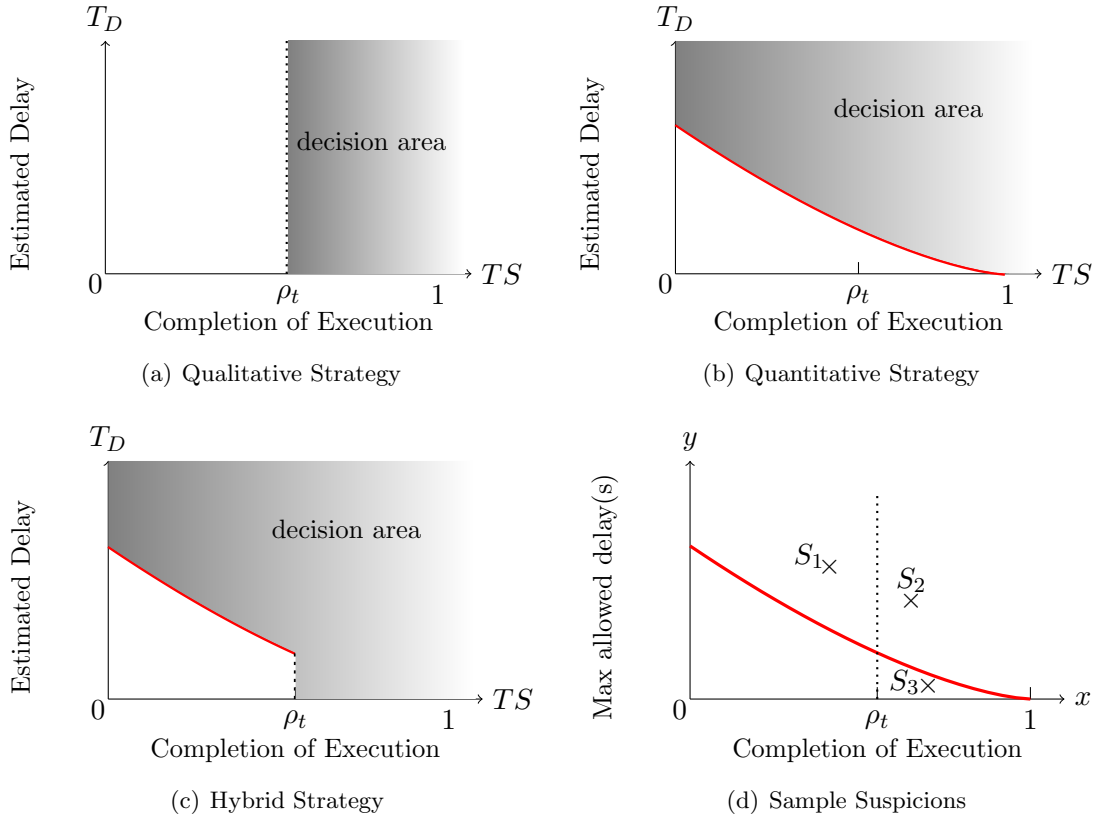 T_D
Estimated Delay
decision area
0
ρ_t
1
TS
Completion of Execution
(a) Qualitative Strategy
T_D
Estimated Delay
decision area
0
ρ_t
1
TS
Completion of Execution
(b) Quantitative Strategy
T_D
Estimated Delay
decision area
0
ρ_t
1
TS
Completion of Execution
(c) Hybrid Strategy
y
Max allowed delay(s)
S_1
S_2
S_3
0
ρ_t
1
x
Completion of Execution
(d) Sample Suspicions